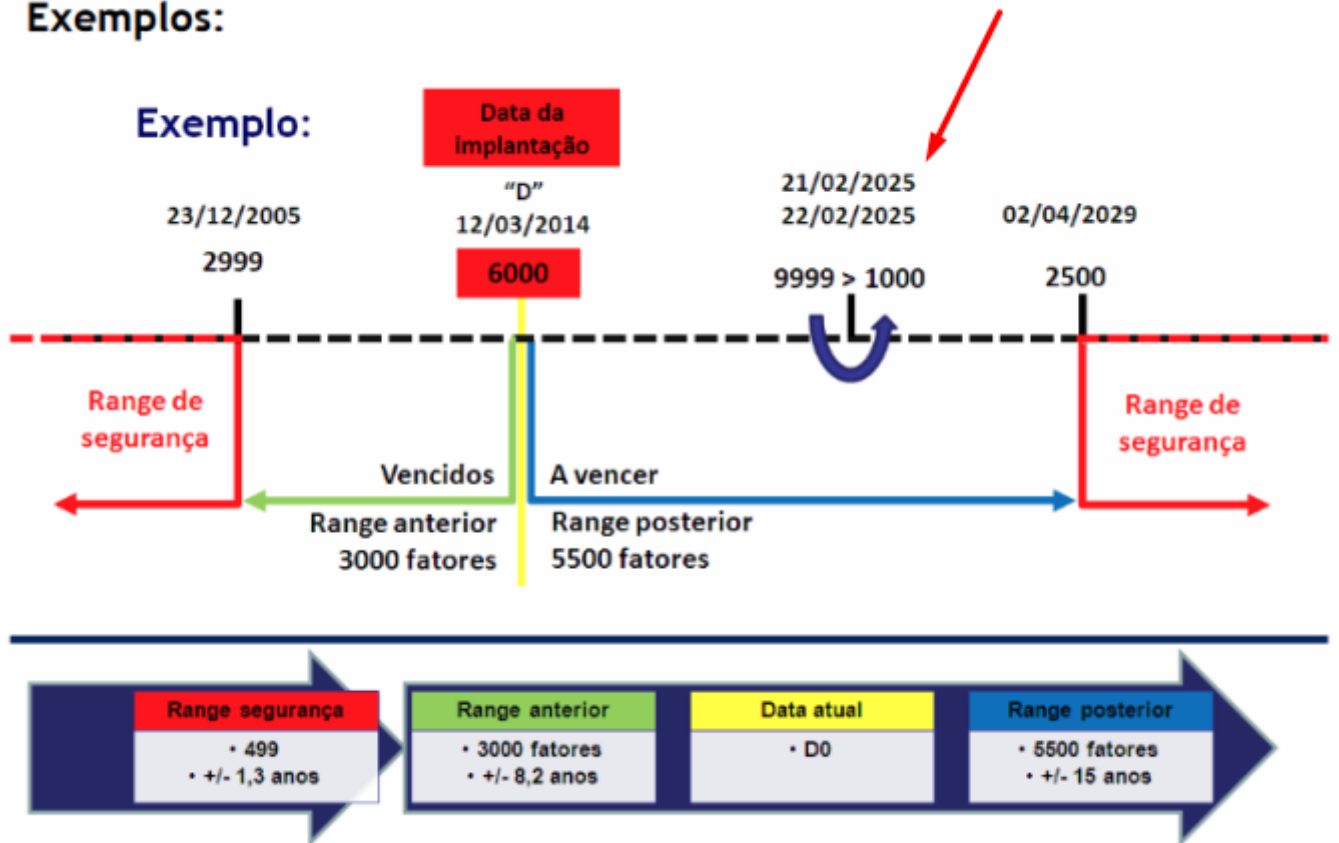 Exemplos:
Exemplo:
Data da
implantação
"D"
12/03/2014
6000
23/12/2005
2999
21/02/2025
22/02/2025
9999 > 1000
02/04/2029
2500
Range de
segurança
Vencidos
Range anterior
3000 fatores
A vencer
Range posterior
5500 fatores
Range de
segurança
Range segurança
• 499
• +/- 1,3 anos
Range anterior
• 3000 fatores
• +/- 8,2 anos
Data atual
• D0
Range posterior
• 5500 fatores
• +/- 15 anos